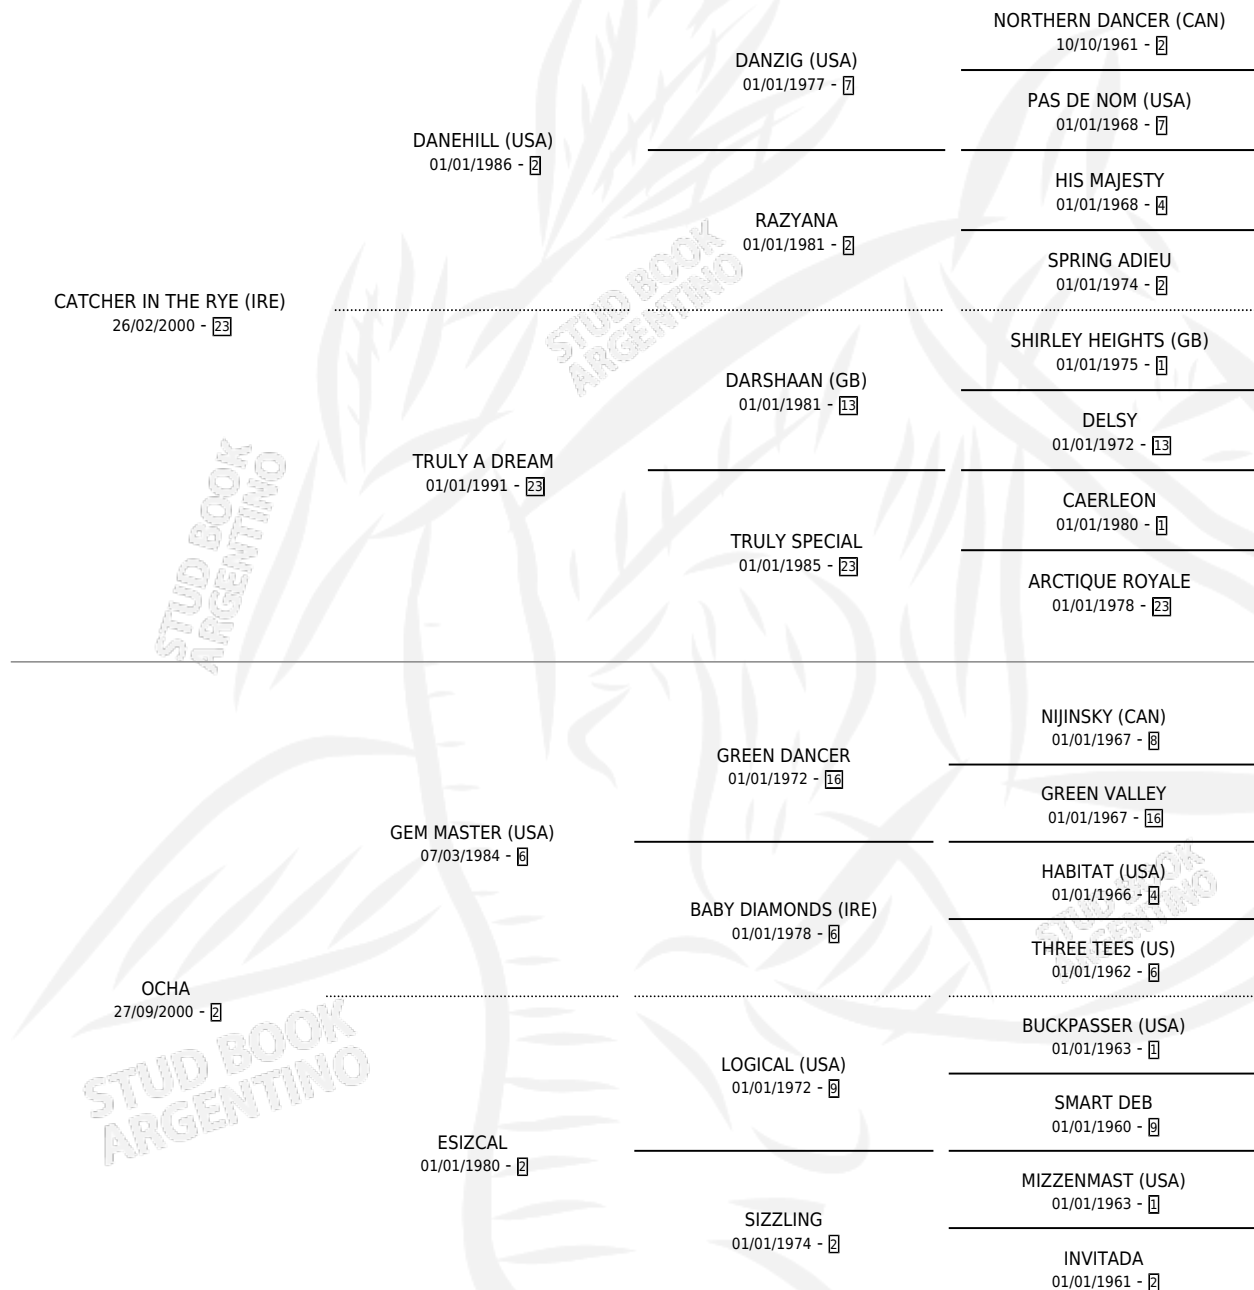 NORTHERN DANCER (CAN)
10/10/1961 - 2
DANZIG (USA)
01/01/1977 - 7
PAS DE NOM (USA)
01/01/1968 - 7
DANEHILL (USA)
01/01/1986 - 2
HIS MAJESTY
01/01/1968 - 4
RAZYANA
01/01/1981 - 2
SPRING ADIEU
01/01/1974 - 2
CATCHER IN THE RYE (IRE)
26/02/2000 - 23
SHIRLEY HEIGHTS (GB)
01/01/1975 - 1
DARSHAAN (GB)
01/01/1981 - 13
DELSY
01/01/1972 - 13
TRULY A DREAM
01/01/1991 - 23
CAERLEON
01/01/1980 - 1
TRULY SPECIAL
01/01/1985 - 23
ARCTIQUE ROYALE
01/01/1978 - 23
STUD BOOK
ARGENTINO
STUD BOOK
ARGENTINO
NIJINSKY (CAN)
01/01/1967 - 8
GREEN DANCER
01/01/1972 - 16
GREEN VALLEY
01/01/1967 - 16
GEM MASTER (USA)
07/03/1984 - 6
HABITAT (USA)
01/01/1966 - 4
BABY DIAMONDS (IRE)
01/01/1978 - 6
THREE TEES (US)
01/01/1962 - 6
OCHA
27/09/2000 - 2
BUCKPASSER (USA)
01/01/1963 - 1
LOGICAL (USA)
01/01/1972 - 9
SMART DEB
01/01/1960 - 9
ESIZCAL
01/01/1980 - 2
MIZZENMAST (USA)
01/01/1963 - 1
SIZZLING
01/01/1974 - 2
INVITADA
01/01/1961 - 2
STUD BOOK
ARGENTINO
STUD BOOK
ARGENTINO